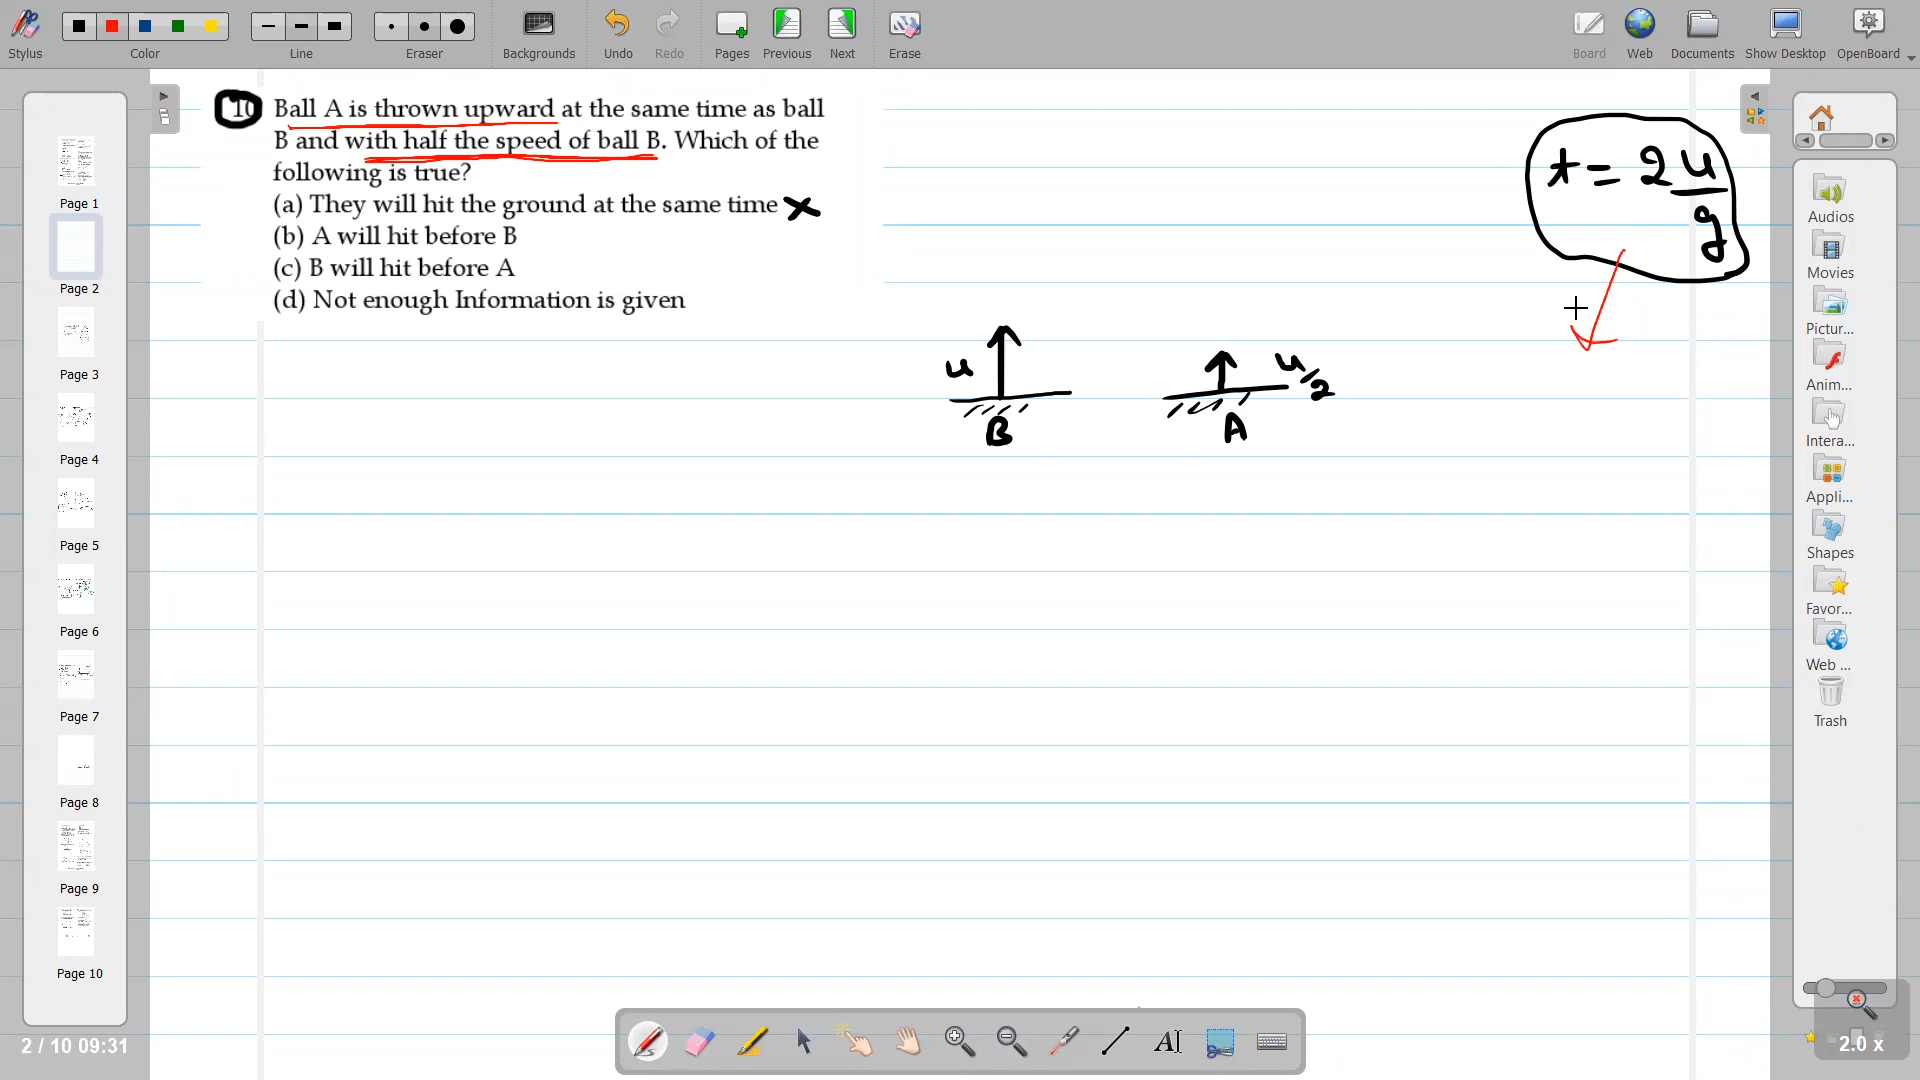 Stylus
Color
Line
Eraser
Backgrounds
Undo
Redo
Pages
Previous
Next
Erase
Board
Web
Documents
Show Desktop
OpenBoard
10 Ball A is thrown upward at the same time as ball
B and with half the speed of ball B. Which of the
following is true?
(a) They will hit the ground at the same time ×
(b) A will hit before B
(c) B will hit before A
(d) Not enough Information is given
t = 2u/g
u
B
u/2
A
Page 1
Page 2
Page 3
Page 4
Page 5
Page 6
Page 7
Page 8
Page 9
Page 10
2 / 10 09:31
Audios
Movies
Pictur...
Anim...
Intera...
Appli...
Shapes
Favor...
Web ...
Trash
AI
2.0 x